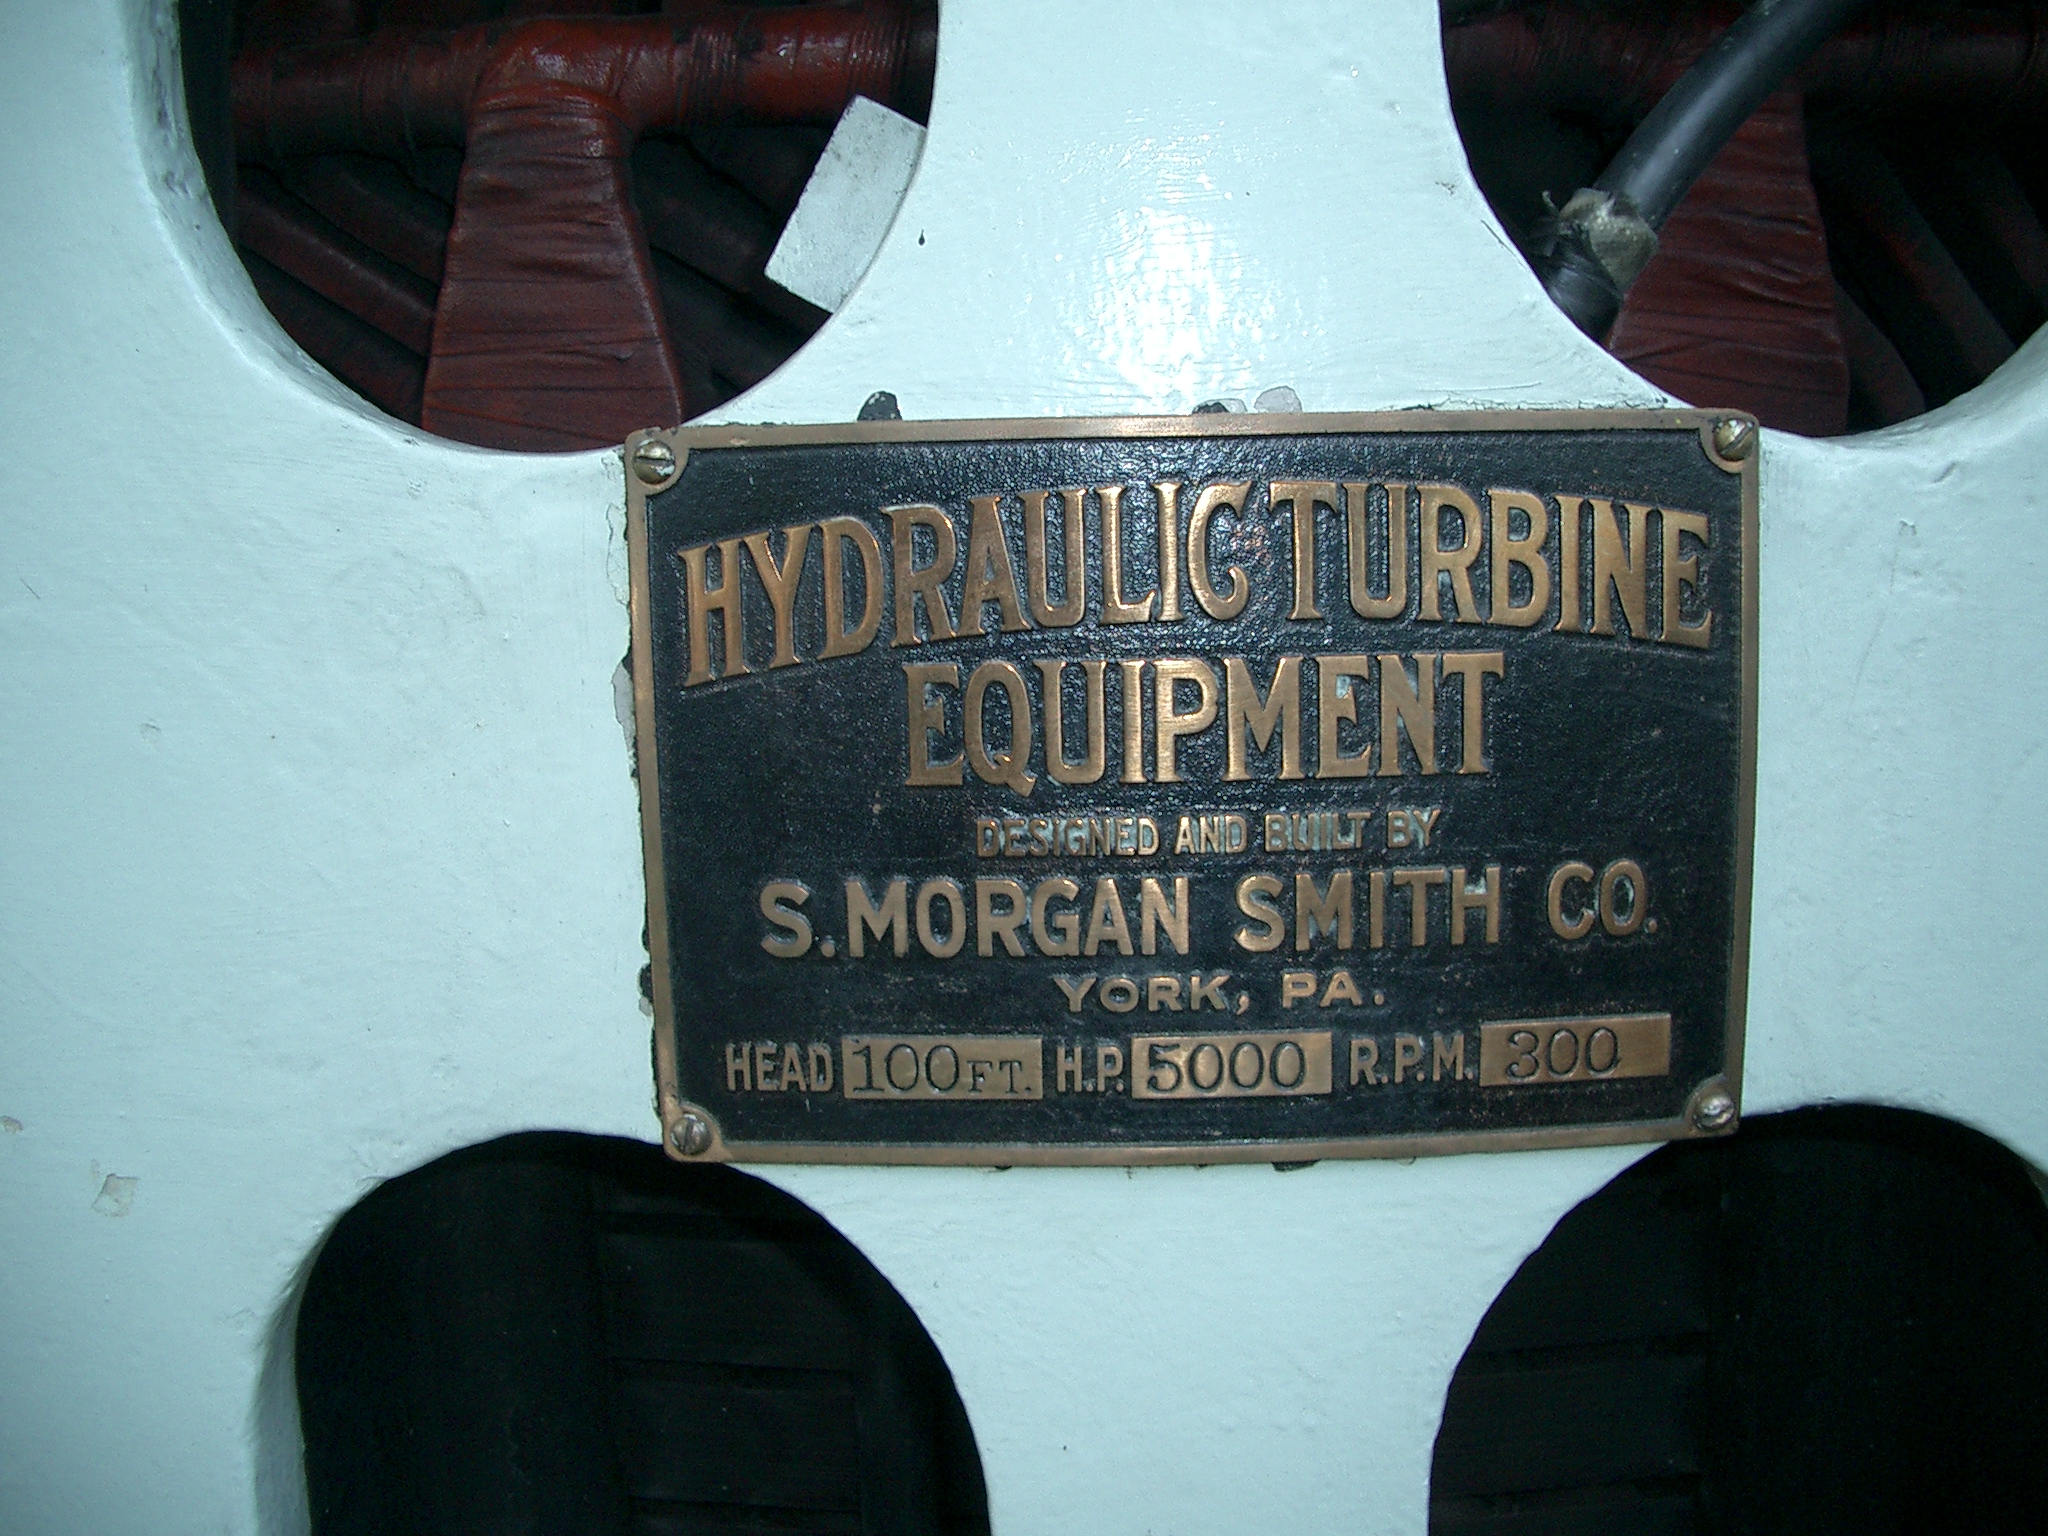 HYDRAULIC TURBINE
EQUIPMENT
DESIGNED AND BUILT BY
S. MORGAN SMITH CO.
YORK, PA.
HEAD 100 FT. H.P. 5000 R.P.M. 300